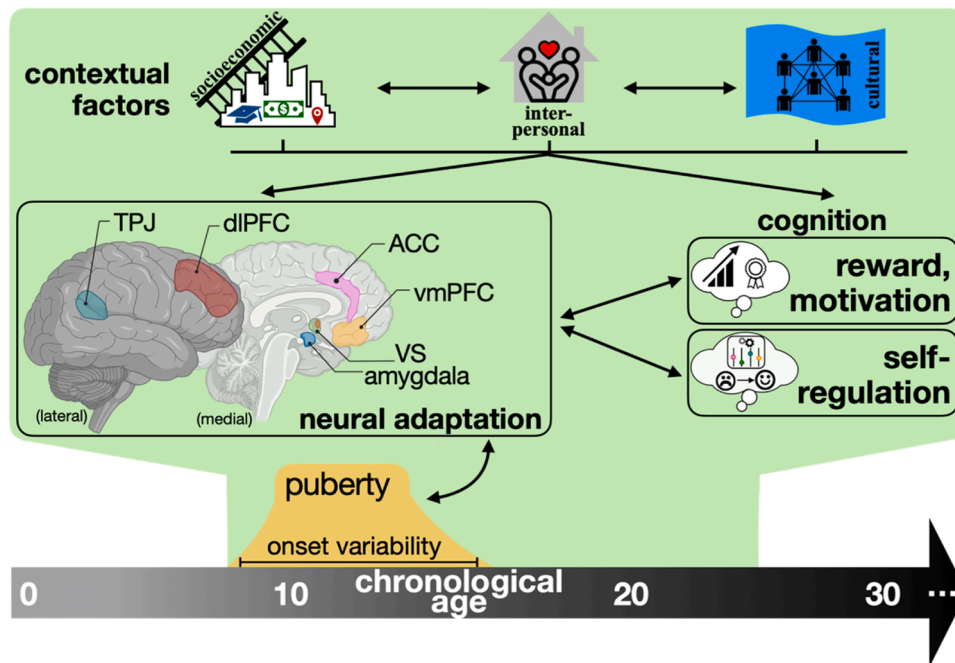 contextual
factors
socioeconomic
$
inter-
personal
cultural
TPJ
dlPFC
ACC
vmPFC
VS
amygdala
(lateral)
(medial)
neural adaptation
cognition
reward,
motivation
self-
regulation
puberty
onset variability
chronological
age
0 10 20 30 ...